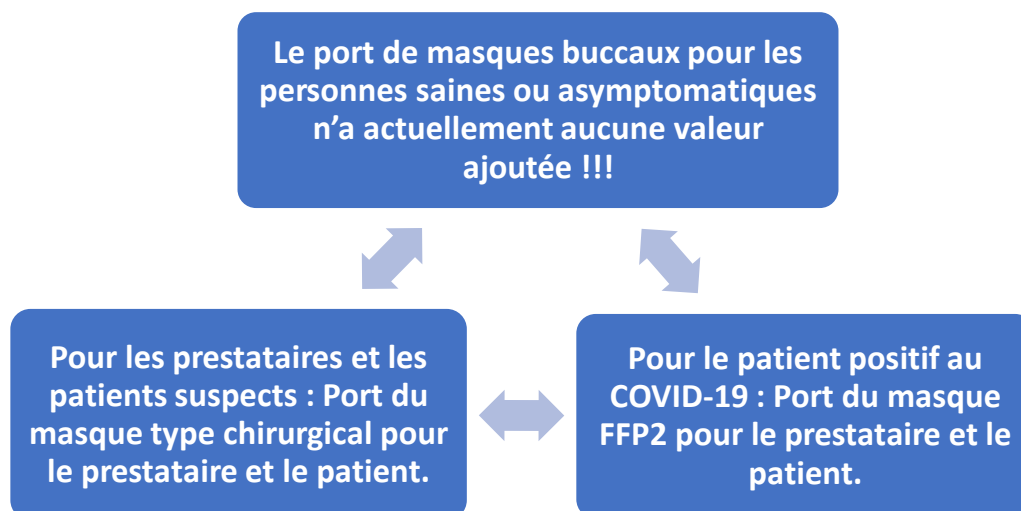 Le port de masques buccaux pour les
personnes saines ou asymptomatiques
n’a actuellement aucune valeur
ajoutée !!!
Pour les prestataires et les
patients suspects : Port du
masque type chirurgical pour
le prestataire et le patient.
Pour le patient positif au
COVID-19 : Port du masque
FFP2 pour le prestataire et le
patient.